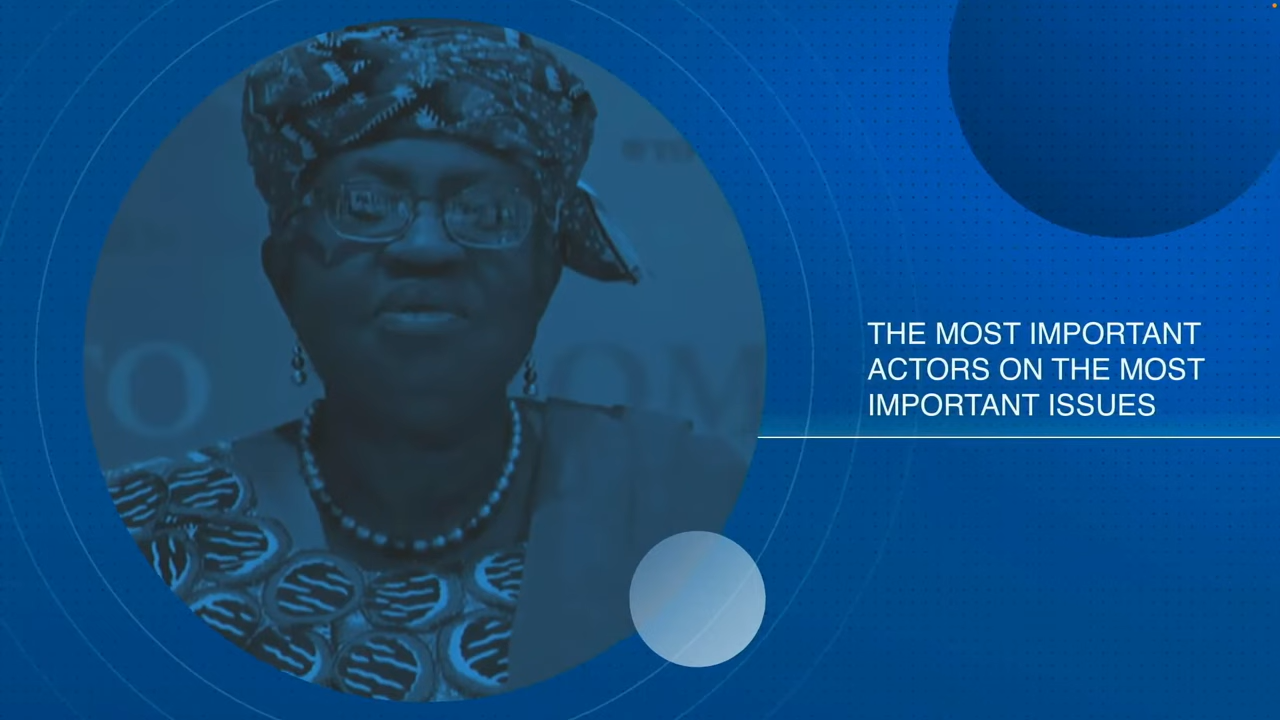 THE MOST IMPORTANT
ACTORS ON THE MOST
IMPORTANT ISSUES